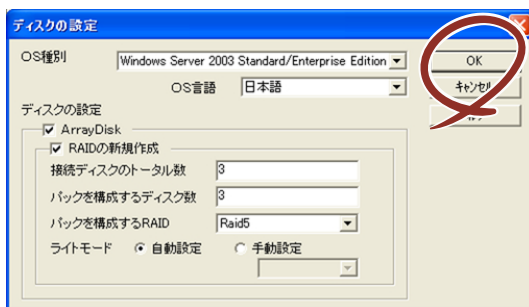 ディスクの設定
OS種別 Windows Server 2003 Standard/Enterprise Edition OK
OS言語 日本語 キャンセル
ディスクの設定
ArrayDisk
RAIDの新規作成
接続ディスクのトータル数 3
パックを構成するディスク数 3
パックを構成するRAID Raid5
ライトモード 自動設定 手動設定